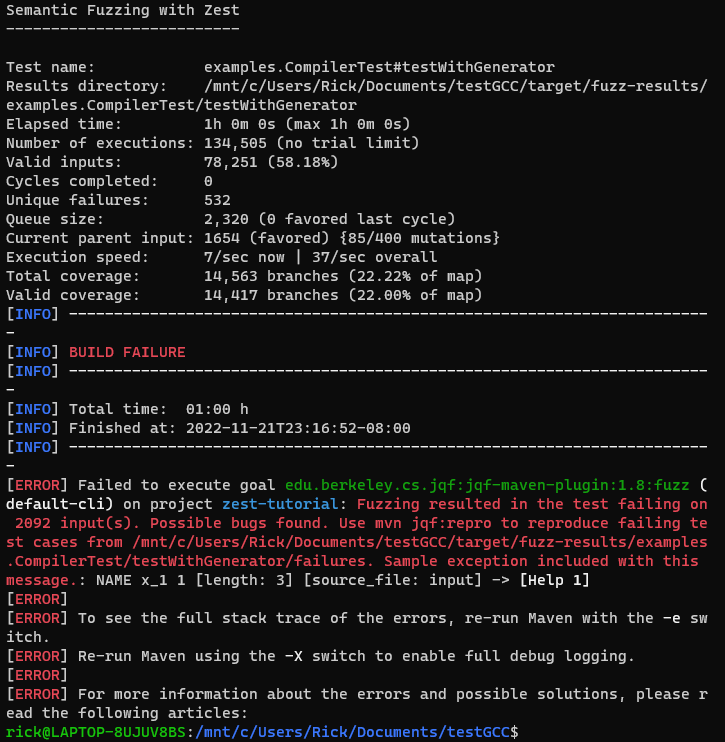 Semantic Fuzzing with Zest
--------------------------
Test name:            examples.CompilerTest#testWithGenerator
Results directory:    /mnt/c/Users/Rick/Documents/testGCC/target/fuzz-results/
examples.CompilerTest/testWithGenerator
Elapsed time:         1h 0m 0s (max 1h 0m 0s)
Number of executions: 134,505 (no trial limit)
Valid inputs:         78,251 (58.18%)
Cycles completed:     0
Unique failures:      532
Queue size:           2,320 (0 favored last cycle)
Current parent input: 1654 (favored) {85/400 mutations}
Execution speed:      7/sec now | 37/sec overall
Total coverage:       14,563 branches (22.22% of map)
Valid coverage:       14,417 branches (22.00% of map)
[INFO] -----------------------------------------------------------------------
-
[INFO] BUILD FAILURE
[INFO] -----------------------------------------------------------------------
-
[INFO] Total time:  01:00 h
[INFO] Finished at: 2022-11-21T23:16:52-08:00
[INFO] -----------------------------------------------------------------------
-
[ERROR] Failed to execute goal edu.berkeley.cs.jqf:jqf-maven-plugin:1.8:fuzz (
default-cli) on project zest-tutorial: Fuzzing resulted in the test failing on
 2092 input(s). Possible bugs found. Use mvn jqf:repro to reproduce failing te
st cases from /mnt/c/Users/Rick/Documents/testGCC/target/fuzz-results/examples
.CompilerTest/testWithGenerator/failures. Sample exception included with this 
message.: NAME x_1 1 [length: 3] [source_file: input] -> [Help 1]
[ERROR]
[ERROR] To see the full stack trace of the errors, re-run Maven with the -e sw
itch.
[ERROR] Re-run Maven using the -X switch to enable full debug logging.
[ERROR]
[ERROR] For more information about the errors and possible solutions, please r
ead the following articles:
rick@LAPTOP-8UJUV8BS:/mnt/c/Users/Rick/Documents/testGCC$